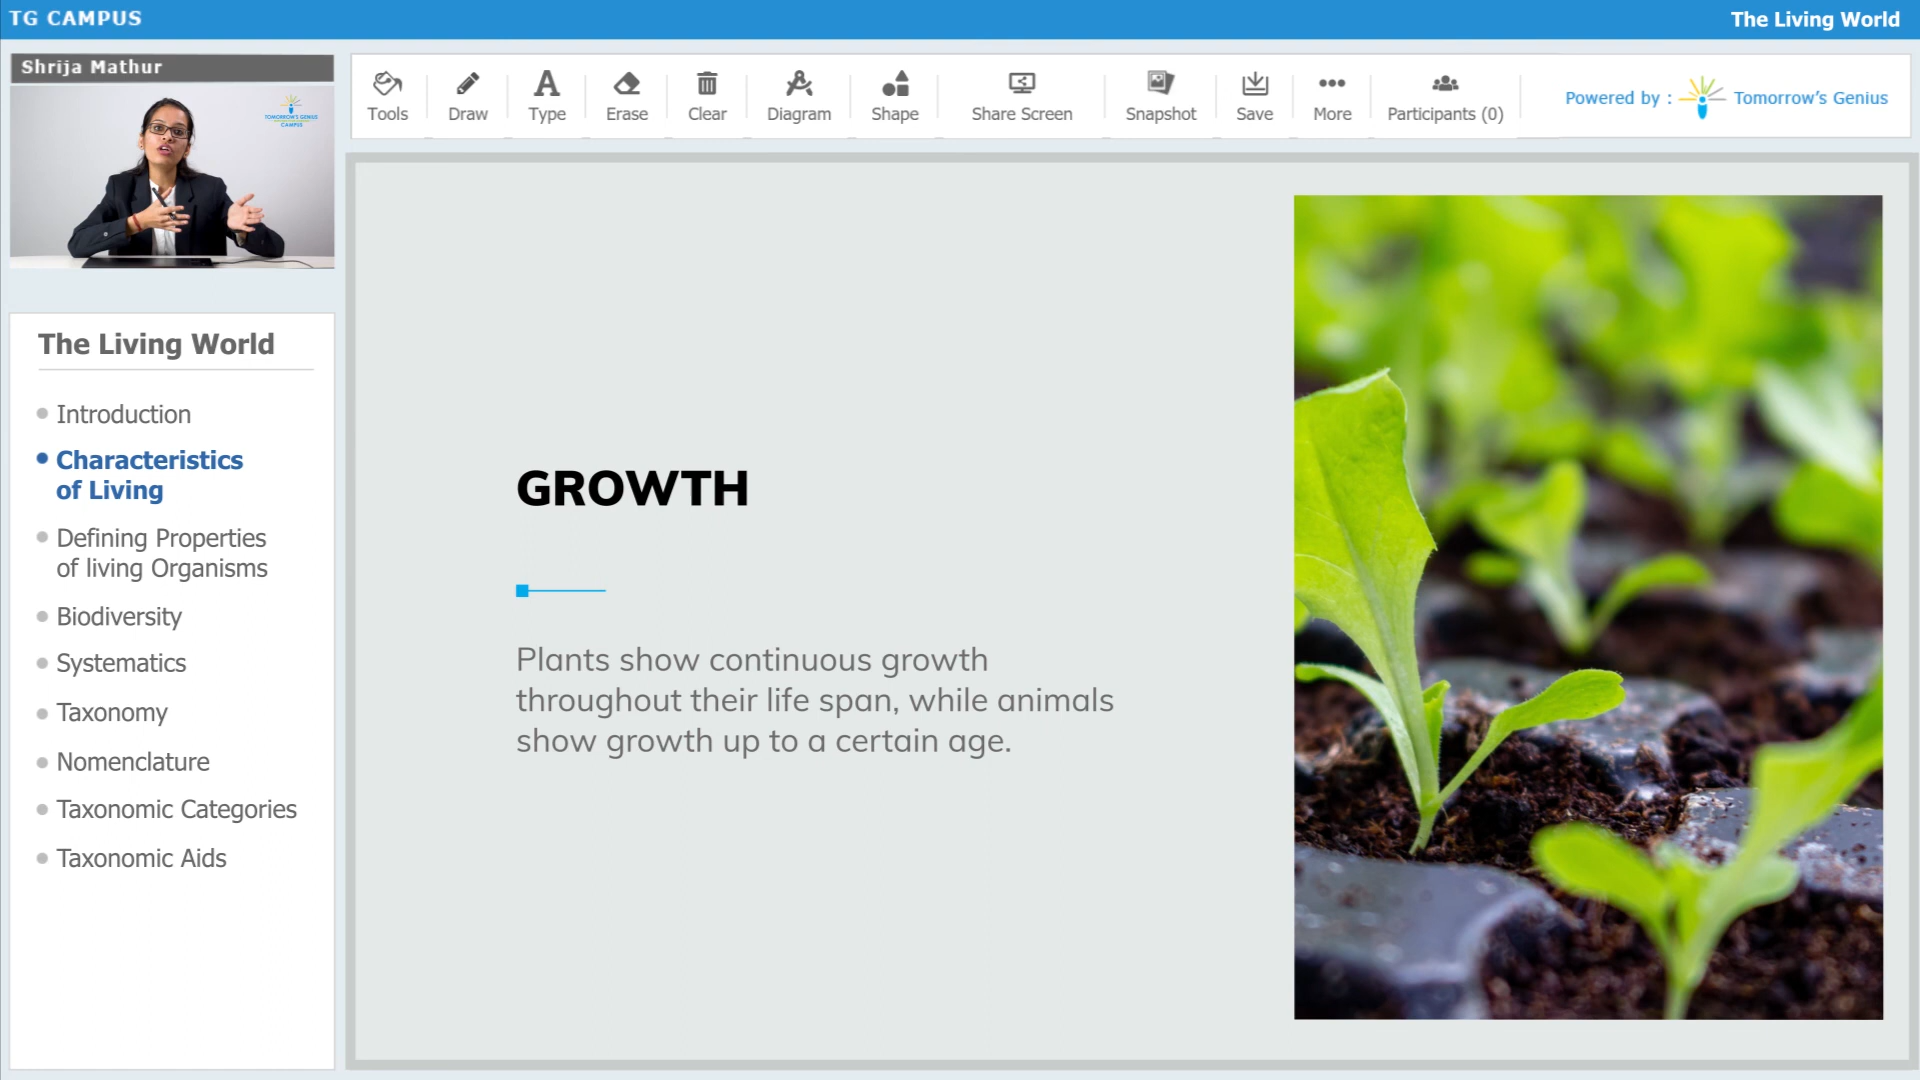 TG CAMPUS
The Living World
Shrija Mathur
TOMORROW'S GENIUS
CAMPUS
Tools
Draw
Type
Erase
Clear
Diagram
Shape
Share Screen
Snapshot
Save
More
Participants (0)
Powered by :
Tomorrow's Genius
The Living World
Introduction
Characteristics
of Living
Defining Properties
of living Organisms
Biodiversity
Systematics
Taxonomy
Nomenclature
Taxonomic Categories
Taxonomic Aids
GROWTH
Plants show continuous growth
throughout their life span, while animals
show growth up to a certain age.